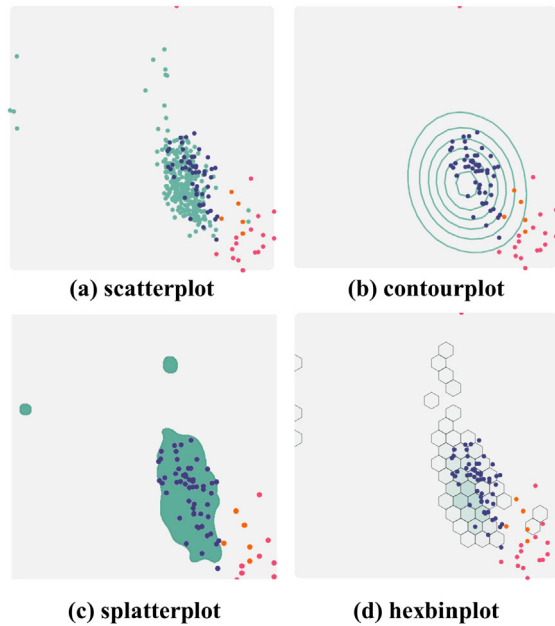 (a) scatterplot
(b) contourplot
(c) splatterplot
(d) hexbinplot